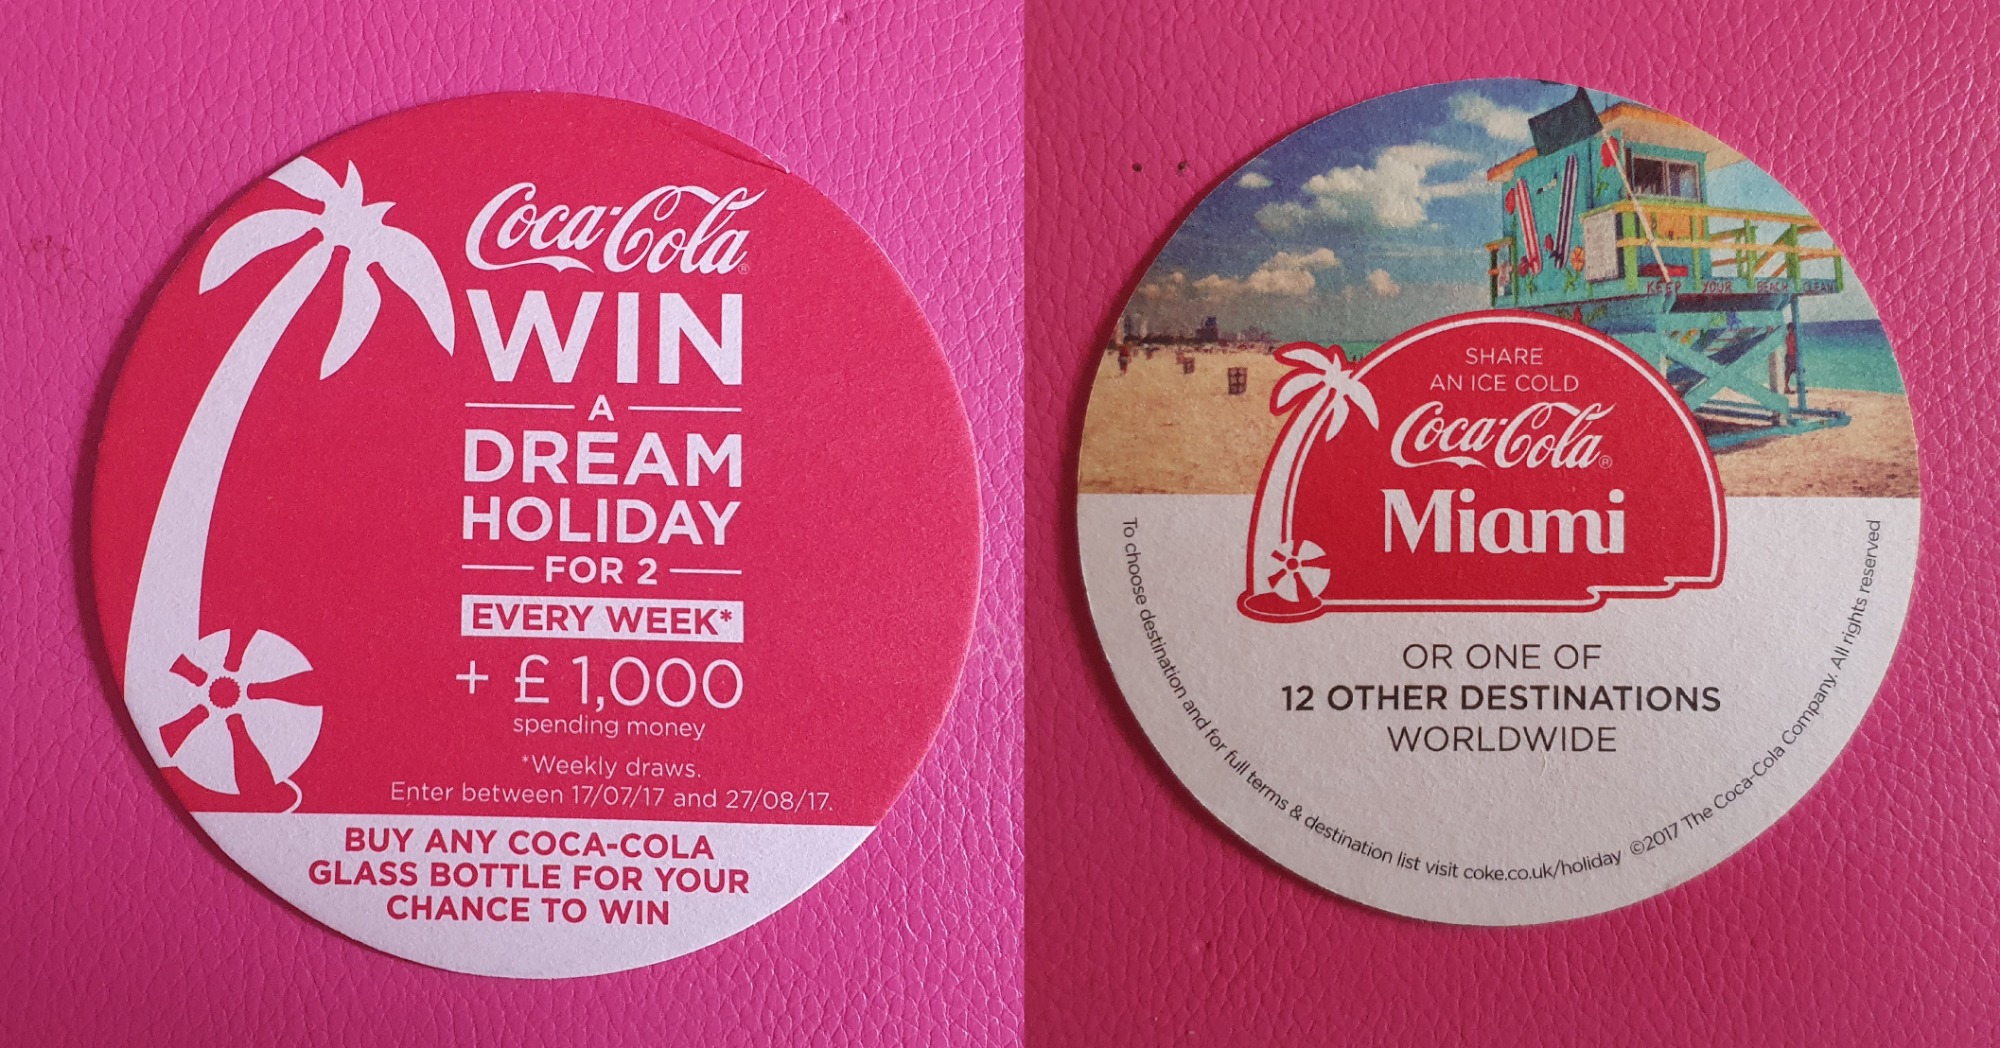 Coca-Cola®
WIN
A
DREAM
HOLIDAY
FOR 2
EVERY WEEK*
+ £1,000
spending money
*Weekly draws.
Enter between 17/07/17 and 27/08/17.
BUY ANY COCA-COLA
GLASS BOTTLE FOR YOUR
CHANCE TO WIN
KEEP YOUR BEACH CLEAN
SHARE
AN ICE COLD
Coca-Cola®
Miami
OR ONE OF
12 OTHER DESTINATIONS
WORLDWIDE
To choose destination and for full terms & destination list visit coke.co.uk/holiday ©2017 The Coca-Cola Company. All rights reserved